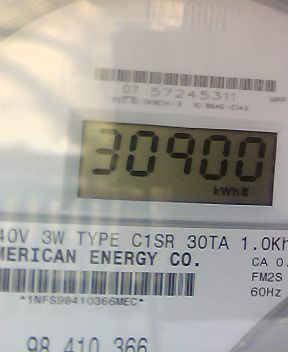 07 57245311
30900
kWh
40V 3W TYPE C1SR 30TA 1.0Kh
MERICAN ENERGY CO. CA 0.
FM2S
60Hz
*1NFS98410366MEC*
98 410 366